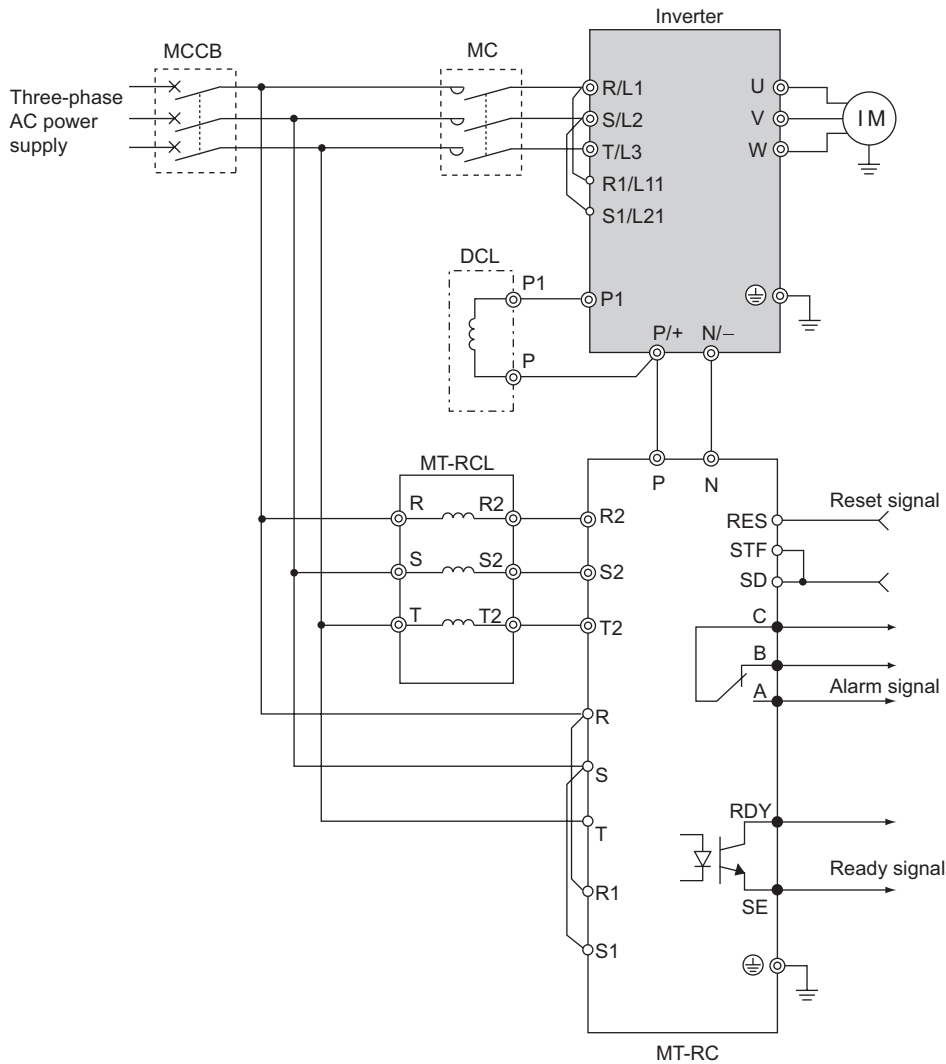 Inverter
MCCB
MC
Three-phase
AC power
supply
R/L1
S/L2
T/L3
R1/L11
S1/L21
U
V
W
IM
DCL
P1
P
P1
P/+
N/−
MT-RCL
R
R2
S
S2
T
T2
P
N
R2
S2
T2
R
S
T
R1
S1
RES
STF
SD
C
B
A
RDY
SE
Reset signal
Alarm signal
Ready signal
MT-RC